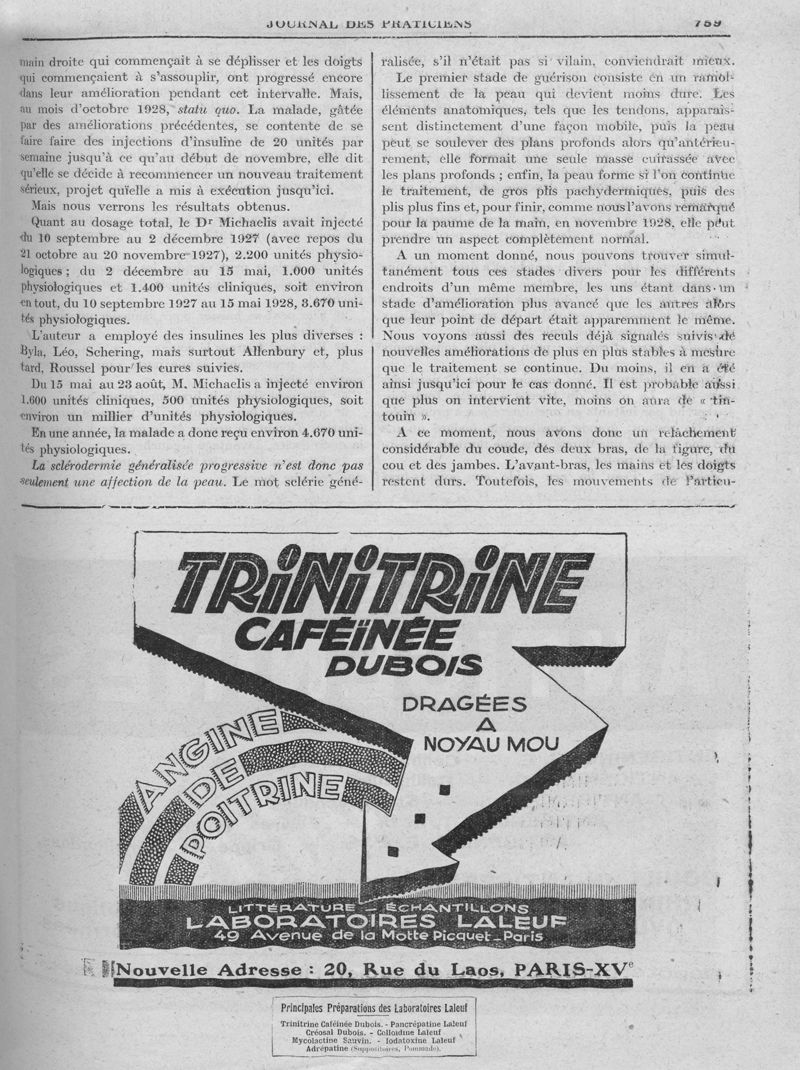 JOURNAL DES PRATICIENS 759
main droite qui commençait à se déplisser et les doigts
qui commençaient à s'assouplir, ont progressé encore
dans leur amélioration pendant cet intervalle. Mais,
au mois d'octobre 1928, statu quo. La malade, gâtée
par des améliorations précédentes, se contente de se
faire faire des injections d'insuline de 20 unités par
semaine jusqu'à ce qu'au début de novembre, elle dit
qu'elle se décide à recommencer un nouveau traitement
sérieux, projet qu'elle a mis à exécution jusqu'ici.
Mais nous verrons les résultats obtenus.
Quant au dosage total, le Dr Michaelis avait injecté
du 10 septembre au 2 décembre 1927 (avec repos du
21 octobre au 20 novembre 1927), 2.200 unités physio-
logiques ; du 2 décembre au 15 mai, 1.000 unités
physiologiques et 1.400 unités cliniques, soit environ
en tout, du 10 septembre 1927 au 15 mai 1928, 3.670 uni-
tés physiologiques.
L'auteur a employé des insulines les plus diverses :
Byla, Léo, Schering, mais surtout Allenbury et, plus
tard, Roussel pour les cures suivies.
Du 15 mai au 23 août, M. Michaelis a injecté environ
1.600 unités cliniques, 500 unités physiologiques, soit
environ un millier d'unités physiologiques.
En une année, la malade a donc reçu environ 4.670 uni-
tés physiologiques.
La sclérodermie généralisée progressive n'est donc pas
seulement une affection de la peau. Le mot sclérie géné-
ralisée, s'il n'était pas si vilain, conviendrait mieux.
Le premier stade de guérison consiste en un ramol-
lissement de la peau qui devient moins dure. Les
éléments anatomiques, tels que les tendons, apparais-
sent distinctement d'une façon mobile, puis la peau
peut se soulever des plans profonds alors qu'antérieu-
rement, elle formait une seule masse cuirassée avec
les plans profonds ; enfin, la peau forme si l'on continue
le traitement, de gros plis pachydermiques, puis des
plis plus fins et, pour finir, comme nous l'avons remarqué
pour la paume de la main, en novembre 1928, elle peut
prendre un aspect complètement normal.
A un moment donné, nous pouvons trouver simul-
tanément tous ces stades divers pour les différents
endroits d'un même membre, les uns étant dans un
stade d'amélioration plus avancé que les autres alors
que leur point de départ était apparemment le même.
Nous voyons aussi des reculs déjà signalés suivis de
nouvelles améliorations de plus en plus stables à mesure
que le traitement se continue. Du moins, il en a été
ainsi jusqu'ici pour le cas donné. Il est probable aussi
que plus on intervient vite, moins on aura de « tin-
touin ».
A ce moment, nous avons donc un relâchement
considérable du coude, des deux bras, de la figure, du
cou et des jambes. L'avant-bras, les mains et les doigts
restent durs. Toutefois, les mouvements de l'articu-
TRINITRINE
CAFÉINÉE
DUBOIS
DRAGÉES
A
NOYAU MOU
ANGINE
DE
POITRINE
LITTÉRATURE - ÉCHANTILLONS
LABORATOIRES LALEUF
49 Avenue de la Motte Picquet - Paris
Nouvelle Adresse : 20, Rue du Laos, PARIS-XVe
Principales Préparations des Laboratoires Laleuf
Trinitrine Caféinée Dubois. - Pancrépatine Laleuf
Créosal Dubois. - Colloïdine Laleuf
Mycolactine Sauvin. - Iodatoxine Laleuf
Adrépatine (Suppositoires, Pommade).